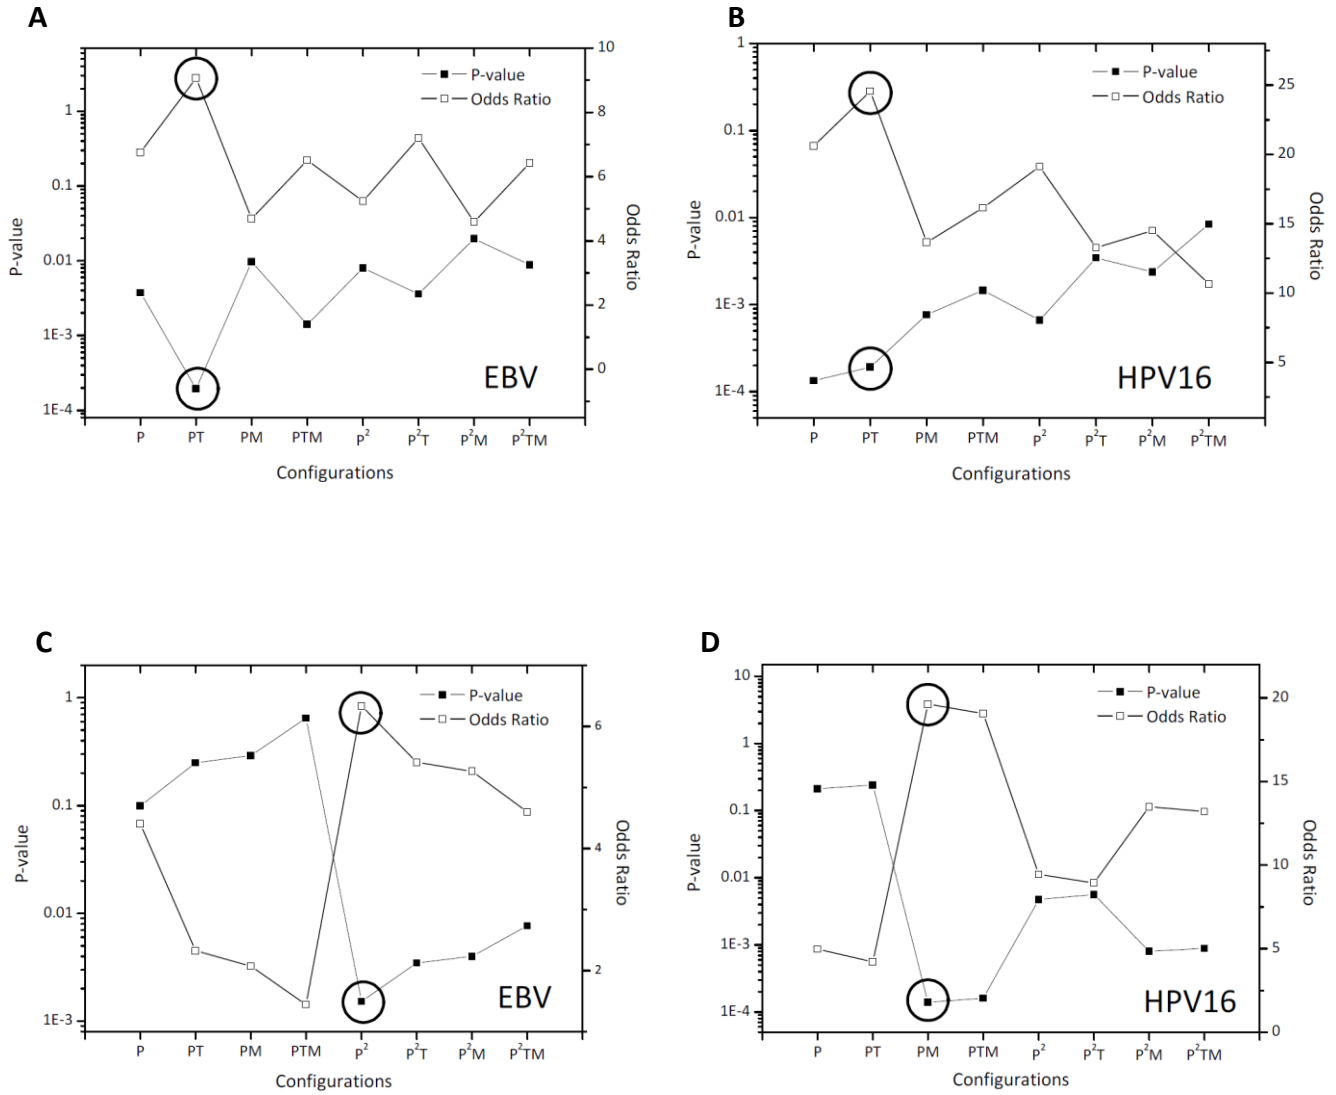 A
10
P-value
Odds Ratio
8
1
6
0.1
P-value
Odds Ratio
4
0.01
2
1E-3
0
EBV
1E-4
P PT PM PTM P² P²T P²M P²TM
Configurations
B
1
P-value
25
Odds Ratio
0.1
20
P-value
0.01
15
Odds Ratio
10
1E-3
5
HPV16
1E-4
P PT PM PTM P² P²T P²M P²TM
Configurations
C
1
P-value
Odds Ratio
6
0.1
P-value
4
Odds Ratio
0.01
2
EBV
1E-3
P PT PM PTM P² P²T P²M P²TM
Configurations
D
10
P-value
20
Odds Ratio
1
15
0.1
P-value
Odds Ratio
0.01
10
1E-3
5
HPV16
1E-4
0
P PT PM PTM P² P²T P²M P²TM
Configurations